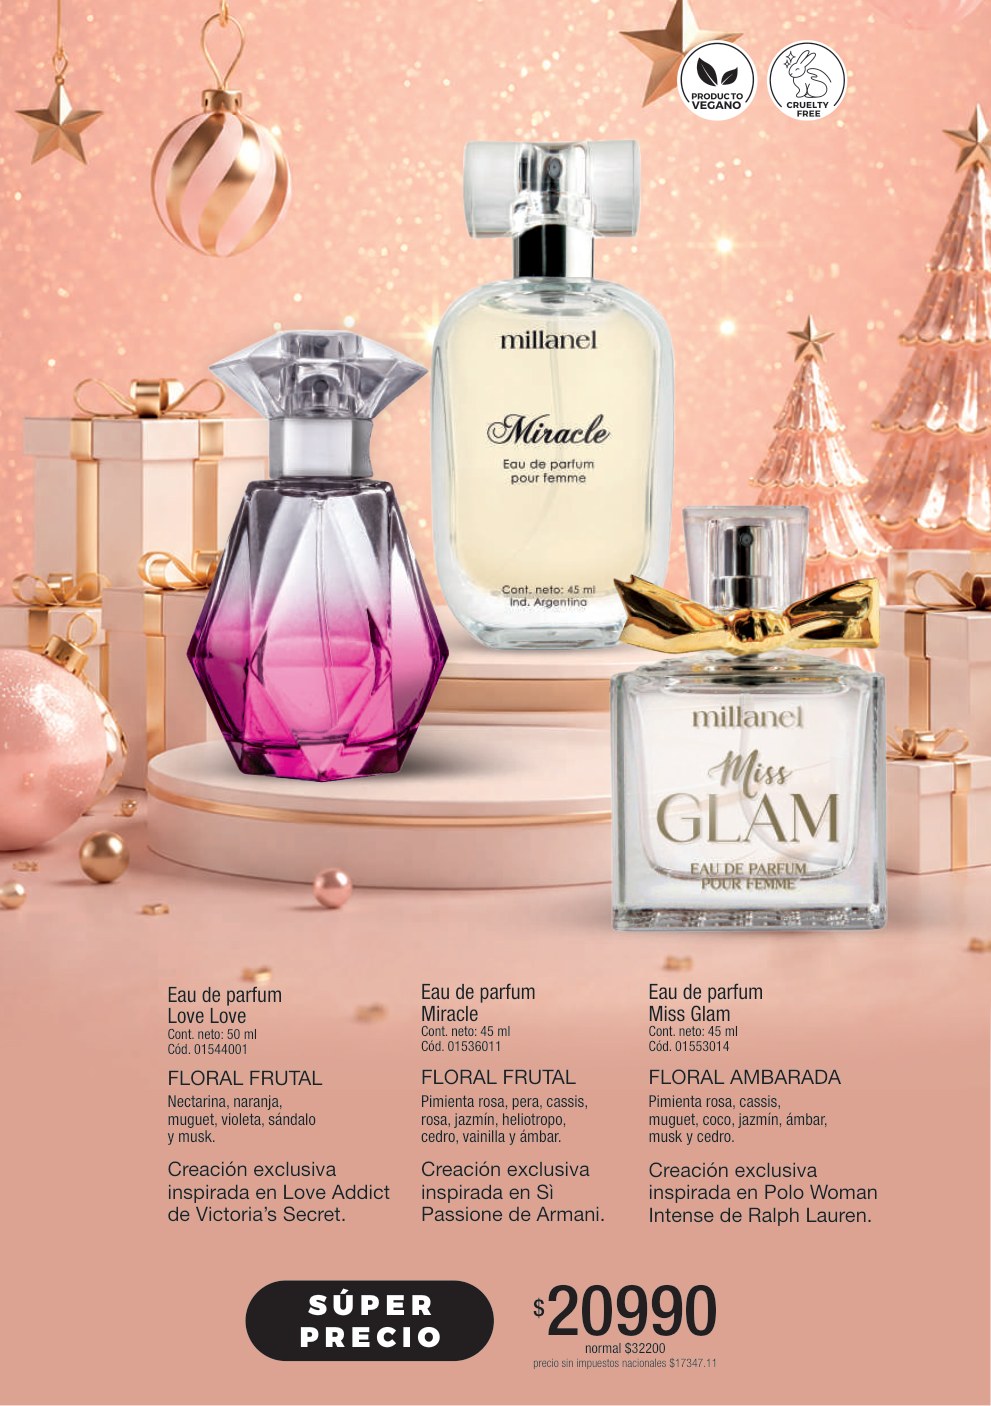 PRODUCTO
VEGANO
CRUELTY
FREE
millanel
Miracle
Eau de parfum
pour femme
Cont. neto: 45 ml
Ind. Argentina
millanel
Miss
GLAM
EAU DE PARFUM
POUR FEMME
Eau de parfum
Love Love
Cont. neto: 50 ml
Cód. 01544001
FLORAL FRUTAL
Nectarina, naranja,
muguet, violeta, sándalo
y musk.
Creación exclusiva
inspirada en Love Addict
de Victoria's Secret.
Eau de parfum
Miracle
Cont. neto: 45 ml
Cód. 01536011
FLORAL FRUTAL
Pimienta rosa, pera, cassis,
rosa, jazmín, heliotropo,
cedro, vainilla y ámbar.
Creación exclusiva
inspirada en Sì
Passione de Armani.
Eau de parfum
Miss Glam
Cont. neto: 45 ml
Cód. 01553014
FLORAL AMBARADA
Pimienta rosa, cassis,
muguet, coco, jazmín, ámbar,
musk y cedro.
Creación exclusiva
inspirada en Polo Woman
Intense de Ralph Lauren.
SÚPER
PRECIO
$20990
normal $32200
precio sin impuestos nacionales $17347.11